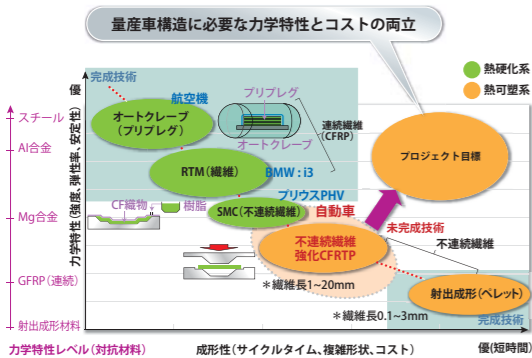 量産車構造に必要な力学特性とコストの両立
熱硬化系
熱可塑系
優
完成技術
航空機
プリプレグ
オートクレーブ
(プリプレグ)
オートクレーブ
連続繊維
(CFRP)
プロジェクト目標
スチール
Al合金
Mg合金
GFRP(連続)
射出成形材料
力学特性(強度、弾性率、安定性)
RTM(繊維)
BMW:i3
プリウスPHV
CF織物
樹脂
SMC(不連続繊維)
自動車
未完成技術
不連続繊維
不連続繊維
強化CFRTP
*繊維長1~20mm
射出成形(ペレット)
*繊維長0.1~3mm
完成技術
力学特性レベル(対抗材料)
成形性(サイクルタイム、複雑形状、コスト)
優(短時間)